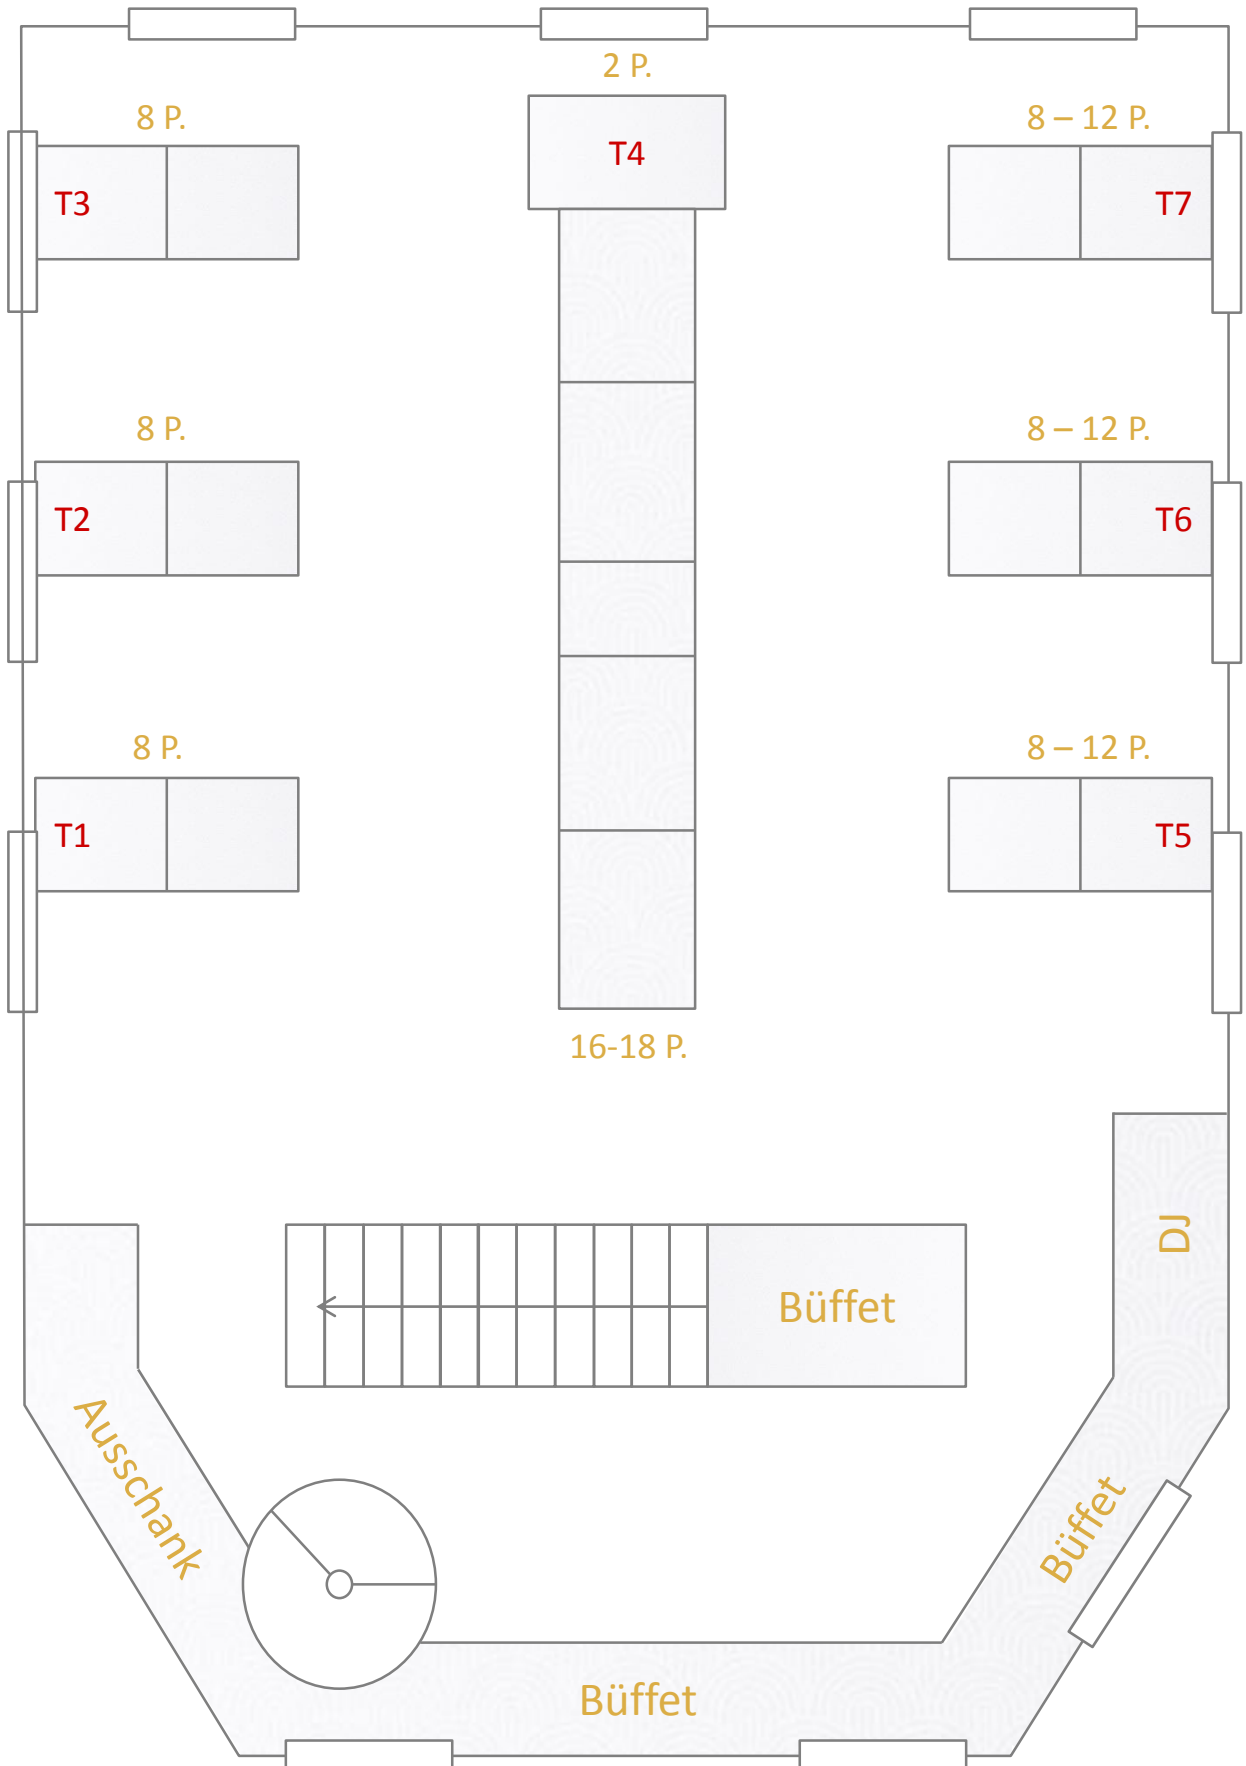 2 P.
8 P.
8 – 12 P.
T4
T3
T7
8 P.
8 – 12 P.
T2
T6
8 P.
8 – 12 P.
T1
T5
16-18 P.
DJ
Büffet
Ausschank
Büffet
Büffet